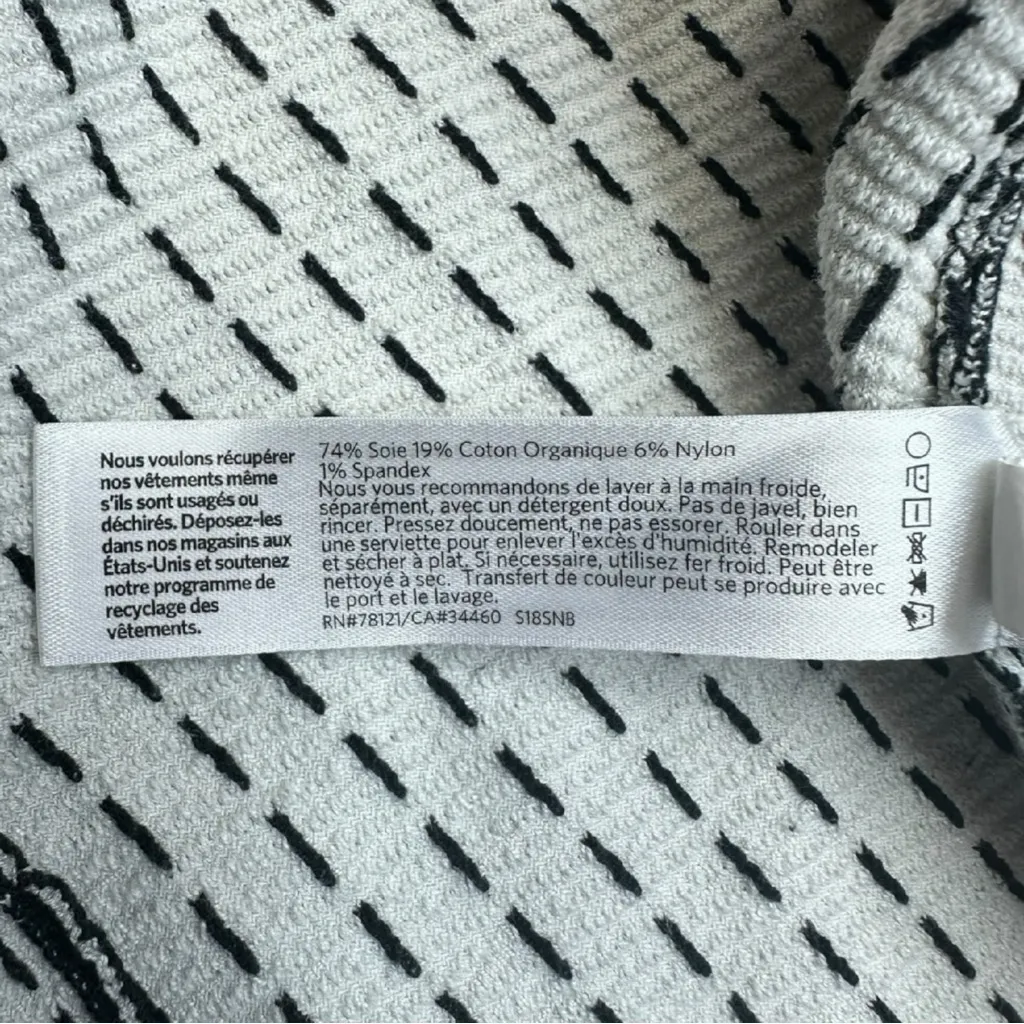 Nous voulons récupérer
nos vêtements même
s'ils sont usagés ou
déchirés. Déposez-les
dans nos magasins aux
États-Unis et soutenez
notre programme de
recyclage des
vêtements.
74% Soie 19% Coton Organique 6% Nylon
1% Spandex
Nous vous recommandons de laver à la main froide,
séparément, avec un détergent doux. Pas de javel, bien
rincer. Pressez doucement, ne pas essorer. Rouler dans
une serviette pour enlever l'excès d'humidité. Remodeler
et sécher à plat. Si nécessaire, utilisez fer froid. Peut être
nettoyé à sec. Transfert de couleur peut se produire avec
le port et le lavage.
RN#78121/CA#34460 S18SNB